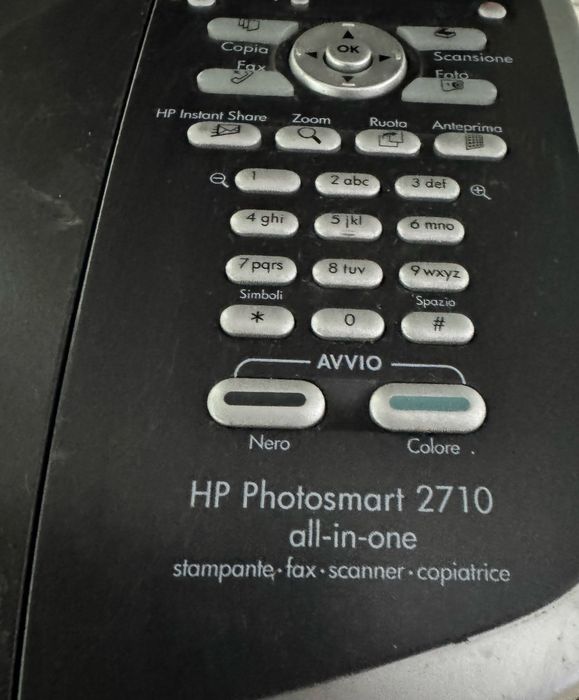 Copia
OK
Scansione
Fax
Foto
HP Instant Share Zoom Ruota Anteprima
1 2 abc 3 def
4 ghi 5 jkl 6 mno
7 pqrs 8 tuv 9 wxyz
Simboli Spazio
* 0 #
AVVIO
Nero Colore
HP Photosmart 2710
all-in-one
stampante · fax · scanner · copiatrice